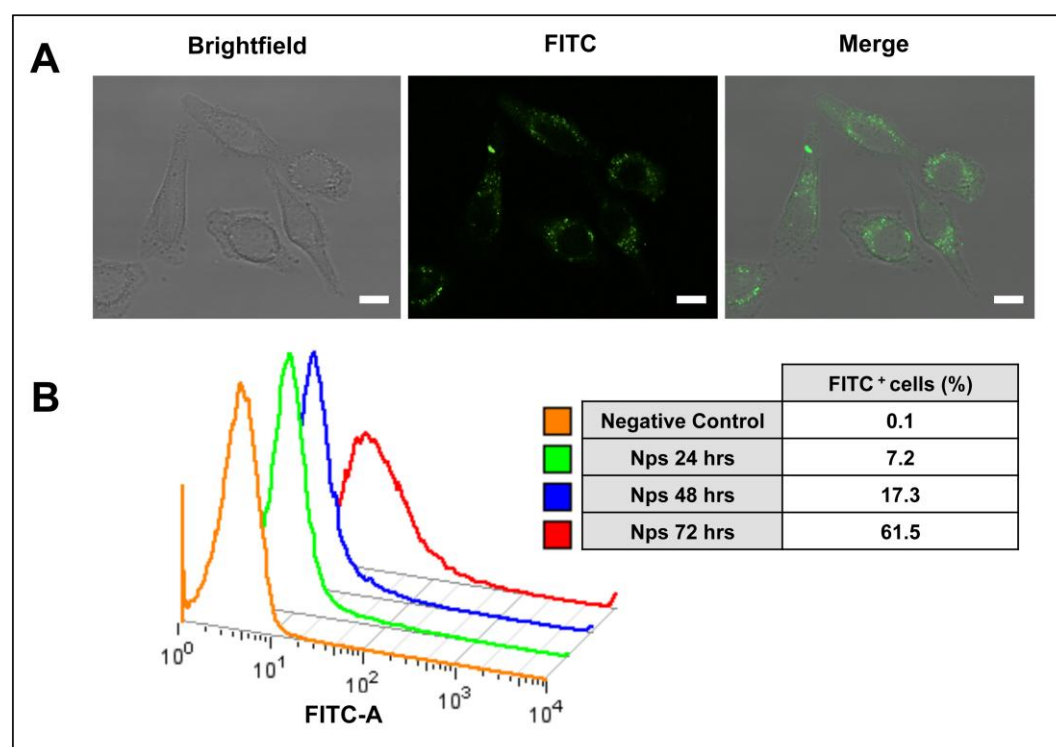 A
Brightfield
FITC
Merge
B
FITC⁺ cells (%)
Negative Control 0.1
Nps 24 hrs 7.2
Nps 48 hrs 17.3
Nps 72 hrs 61.5
10⁰
10¹
10²
10³
10⁴
FITC-A